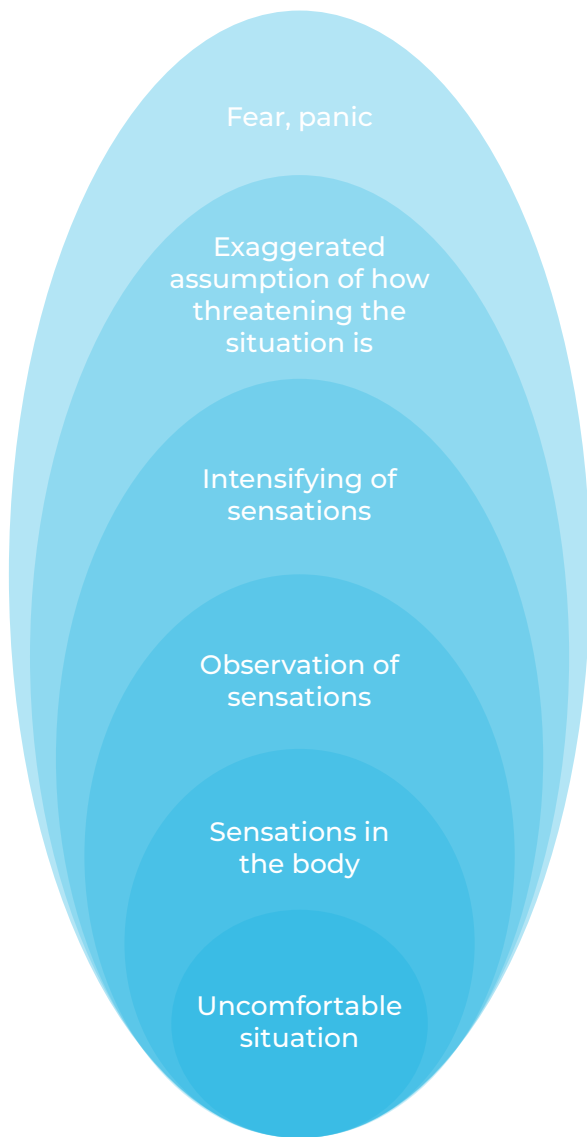 Fear, panic
Exaggerated
assumption of how
threatening the
situation is
Intensifying of
sensations
Observation of
sensations
Sensations in
the body
Uncomfortable
situation